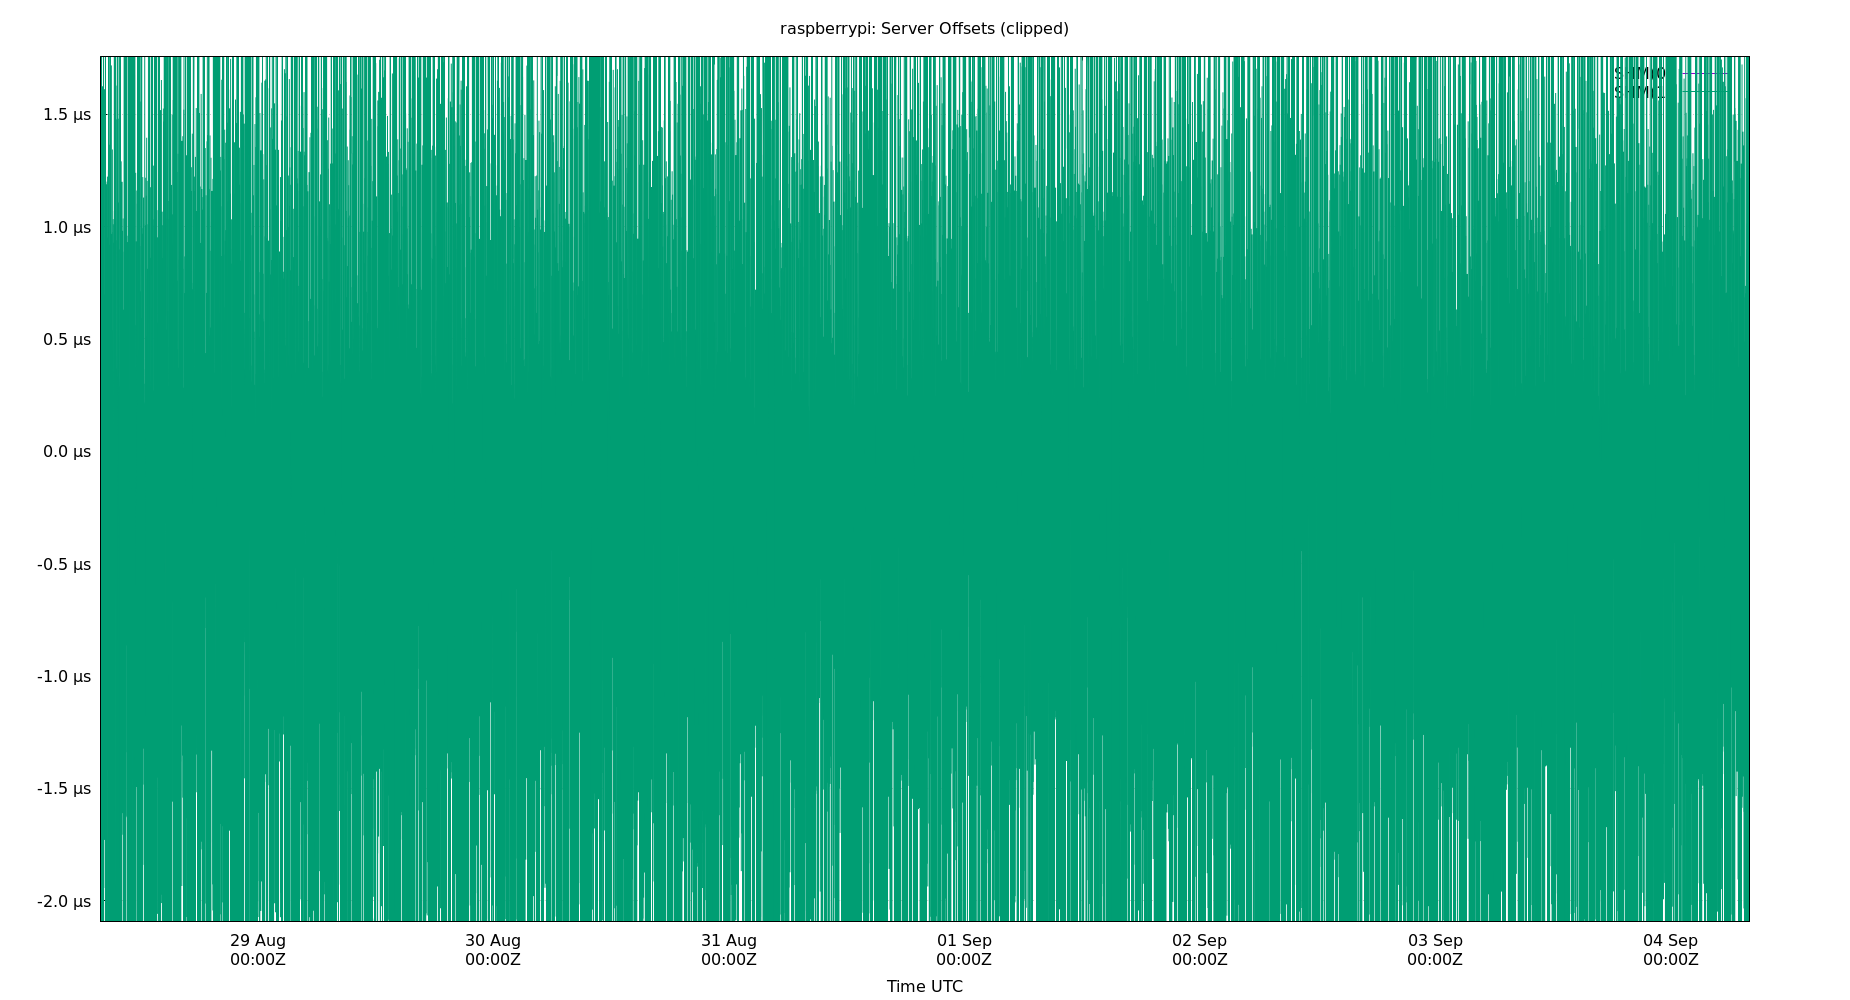 raspberrypi: Server Offsets (clipped)
1.5 µs
1.0 µs
0.5 µs
0.0 µs
-0.5 µs
-1.0 µs
-1.5 µs
-2.0 µs
29 Aug 30 Aug 31 Aug 01 Sep 02 Sep 03 Sep 04 Sep
00:00Z 00:00Z 00:00Z 00:00Z 00:00Z 00:00Z 00:00Z
Time UTC